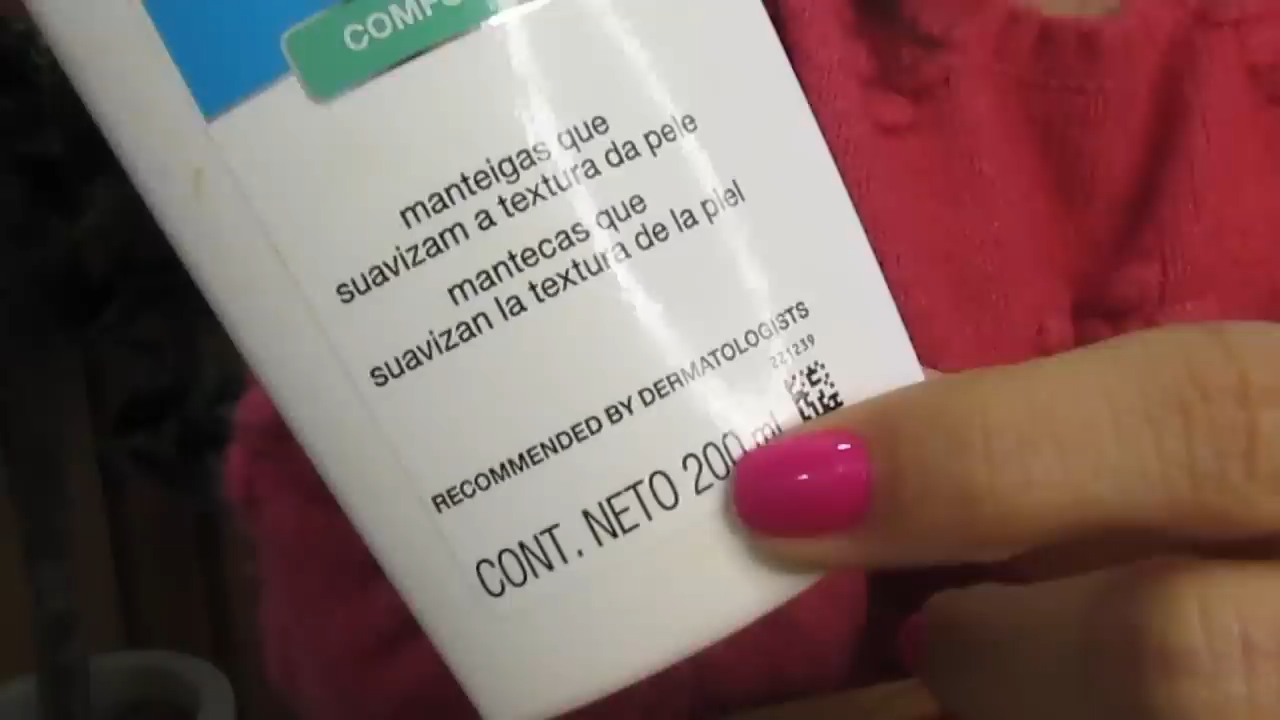 manteigas que
suavizam a textura da pele
mantecas que
suavizan la textura de la piel
RECOMMENDED BY DERMATOLOGISTS
221239
CONT. NETO 200 ml